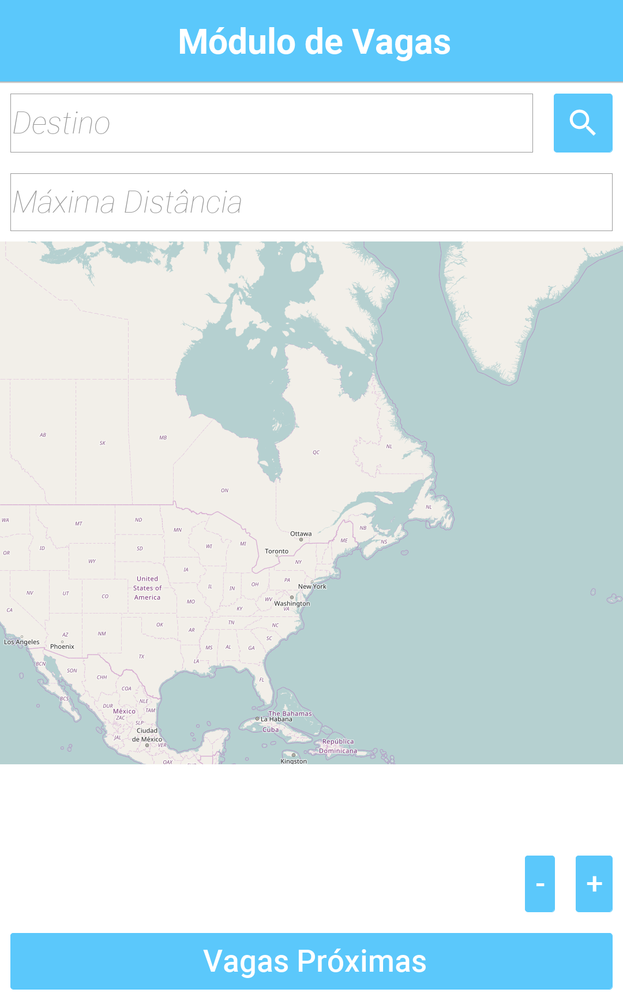 Módulo de Vagas
Destino
Máxima Distância
AB
SK
MB
QC
NL
ON
NL
WA
MT
ND
MN
WI
MI
Ottawa
NB
NS
ME
OR
ID
SD
Toronto
WY
NY
IA
United
States of
America
NV
UT
CO
IL
IN
OH
PA
New York
MO
WV
Washington
VA
KY
CA
OK
TN
NC
AZ
NM
AR
SC
Los Angeles
Phoenix
MS
AL
GA
TX
LA
BCN
SON
CHH
FL
COA
BCS
NLE
DUR
México
TAM
ZAC
The Bahamas
La Habana
SLP
Cuba
Ciudad
de México
JAL
VER
República
Dominicana
OAX
Kingston
-
+
Vagas Próximas